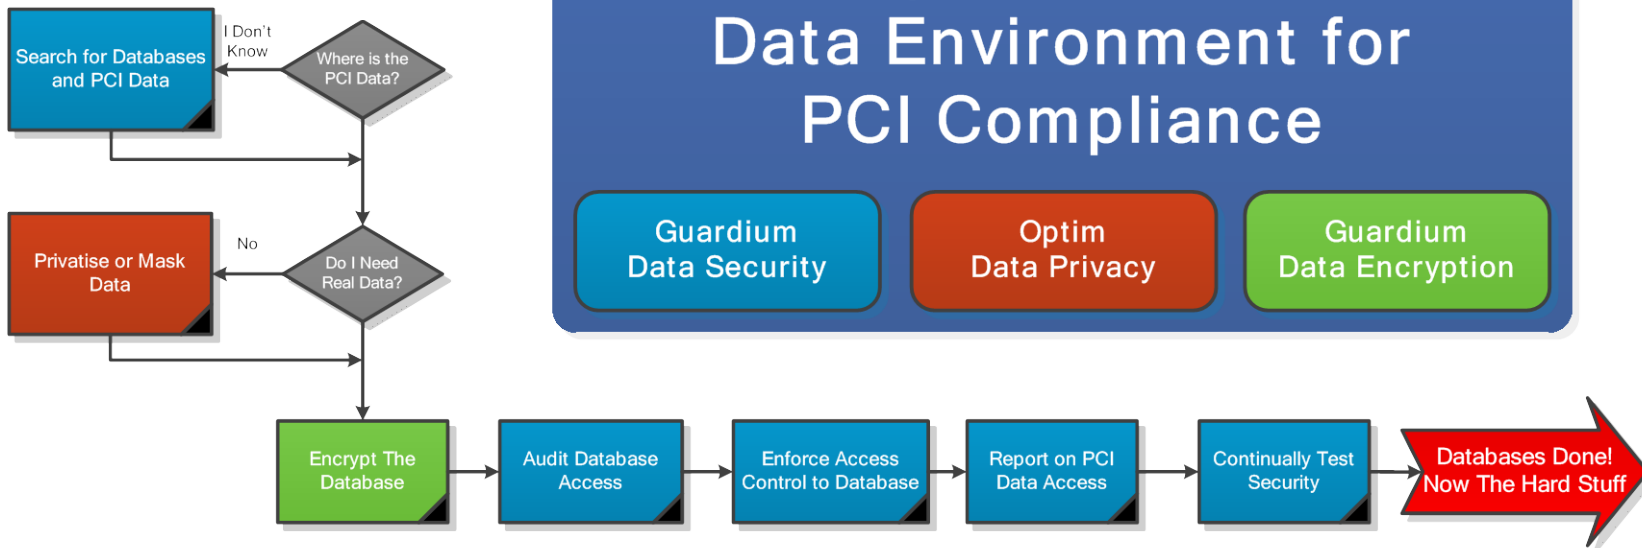 Data Environment for
PCI Compliance
Guardium
Data Security
Optim
Data Privacy
Guardium
Data Encryption
Where is the
PCI Data?
I Don't
Know
Search for Databases
and PCI Data
Do I Need
Real Data?
No
Privatise or Mask
Data
Encrypt The
Database
Audit Database
Access
Enforce Access
Control to Database
Report on PCI
Data Access
Continually Test
Security
Databases Done!
Now The Hard Stuff